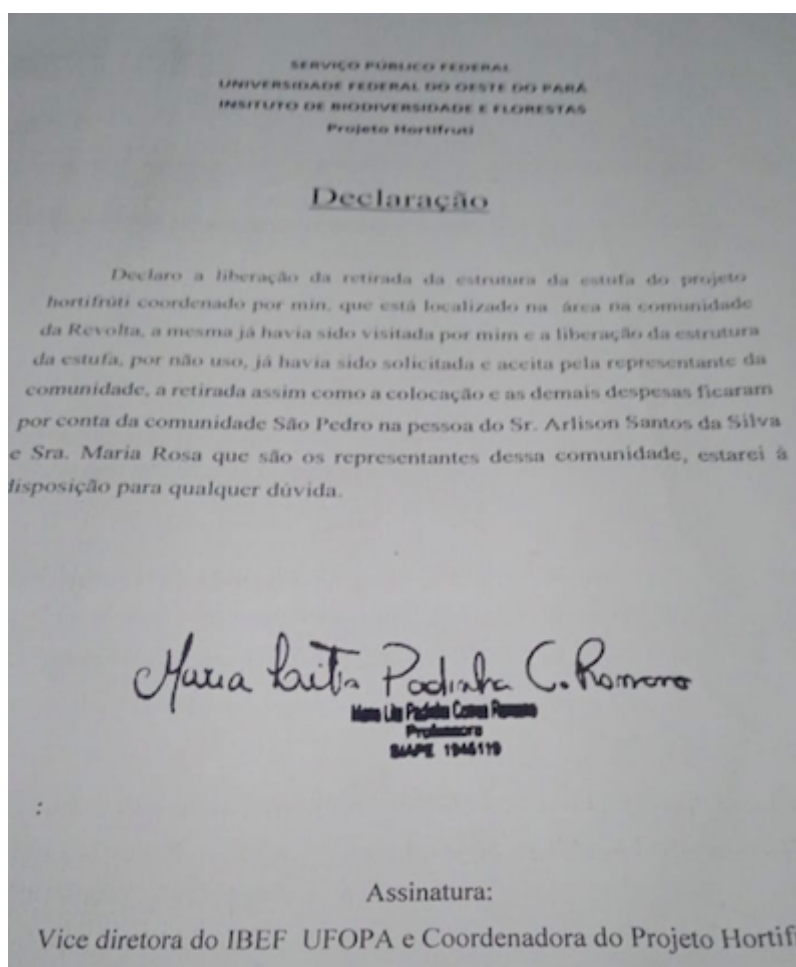 SERVIÇO PÚBLICO FEDERAL
UNIVERSIDADE FEDERAL DO OESTE DO PARÁ
INSITUTO DE BIODIVERSIDADE E FLORESTAS
Projeto Hortifruti
Declaração
Declaro a liberação da retirada da estrutura da estufa do projeto
hortifrúti coordenado por min, que está localizado na área na comunidade
da Revolta, a mesma já havia sido visitada por mim e a liberação da estrutura
da estufa, por não uso, já havia sido solicitada e aceita pela representante da
comunidade, a retirada assim como a colocação e as demais despesas ficaram
por conta da comunidade São Pedro na pessoa do Sr. Arlison Santos da Silva
e Sra. Maria Rosa que são os representantes dessa comunidade, estarei à
disposição para qualquer dúvida.
Maria Padinha C. Romano
Padinha Correa Romano
Professora
SIAPE 1946119
:
Assinatura:
Vice diretora do IBEF UFOPA e Coordenadora do Projeto Hortif